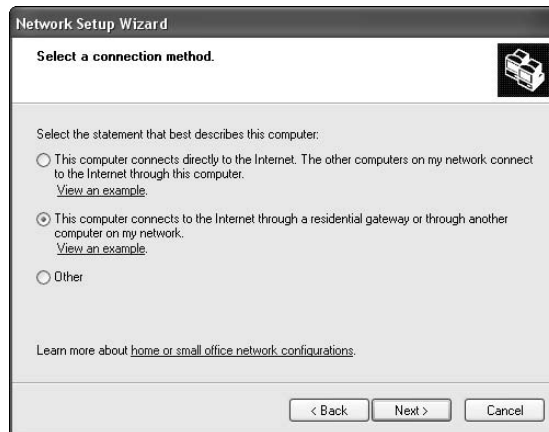 Network Setup Wizard
Select a connection method.
Select the statement that best describes this computer:
This computer connects directly to the Internet. The other computers on my network connect
to the Internet through this computer.
View an example.
This computer connects to the Internet through a residential gateway or through another
computer on my network.
View an example.
Other
Learn more about home or small office network configurations.
< Back Next > Cancel